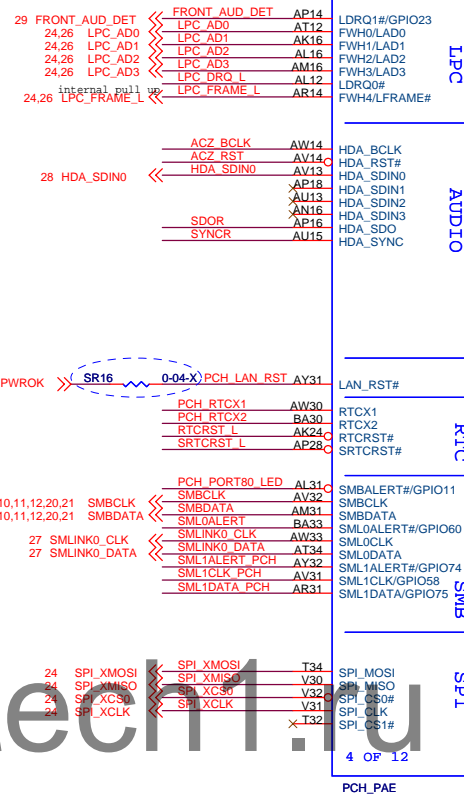 29 FRONT_AUD_DET FRONT_AUD_DET AP14 LDRQ1#/GPIO23
24,26 LPC_AD0 LPC_AD0 AT12 FWH0/LAD0
24,26 LPC_AD1 LPC_AD1 AK16 FWH1/LAD1
24,26 LPC_AD2 LPC_AD2 AL16 FWH2/LAD2
24,26 LPC_AD3 LPC_AD3 AM16 FWH3/LAD3
internal pull up LPC_DRQ_L AL12 LDRQ0#
24,26 LPC_FRAME_L LPC_FRAME_L AR14 FWH4/LFRAME#
LPC
ACZ_BCLK AW14 HDA_BCLK
ACZ_RST AV14 HDA_RST#
28 HDA_SDIN0 HDA_SDIN0 AV13 HDA_SDIN0
AP18 HDA_SDIN1
AU13 HDA_SDIN2
AN16 HDA_SDIN3
SDOR AP16 HDA_SDO
SYNCR AU15 HDA_SYNC
AUDIO
PWROK SR16 0-04-X PCH_LAN_RST AY31 LAN_RST#
PCH_RTCX1 AW30 RTCX1
PCH_RTCX2 BA30 RTCX2
RTCRST_L AK24 RTCRST#
SRTCRST_L AP28 SRTCRST#
RTC
PCH_PORT80_LED AL31 SMBALERT#/GPIO11
10,11,12,20,21 SMBCLK SMBCLK AV32 SMBCLK
10,11,12,20,21 SMBDATA SMBDATA AM31 SMBDATA
SML0ALERT BA33 SML0ALERT#/GPIO60
27 SMLINK0_CLK SMLINK0_CLK AW33 SML0CLK
27 SMLINK0_DATA SMLINK0_DATA AT34 SML0DATA
SML1ALERT_PCH AY32 SML1ALERT#/GPIO74
SML1CLK_PCH AV31 SML1CLK/GPIO58
SML1DATA_PCH AR31 SML1DATA/GPIO75
SMB
24 SPI_XMOSI SPI_XMOSI T34 SPI_MOSI
24 SPI_XMISO SPI_XMISO V30 SPI_MISO
24 SPI_XCS0 SPI_XCS0 V32 SPI_CS0#
24 SPI_XCLK SPI_XCLK V31 SPI_CLK
T32 SPI_CS1#
SPI
ech1.ru
4 OF 12
PCH_PAE